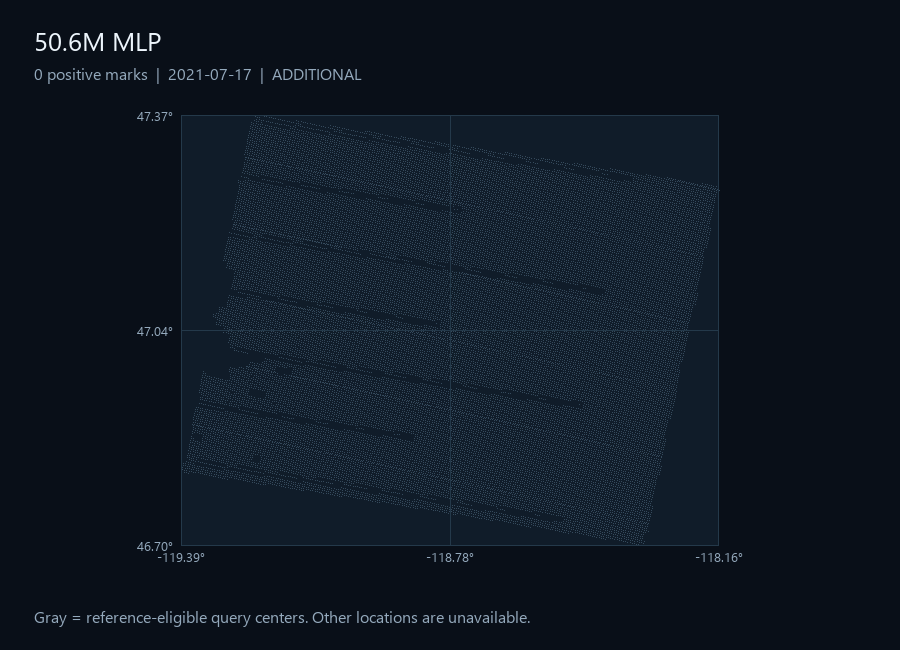 50.6M MLP
0 positive marks | 2021-07-17 | ADDITIONAL
47.37°
47.04°
46.70°
-119.39°
-118.78°
-118.16°
Gray = reference-eligible query centers. Other locations are unavailable.